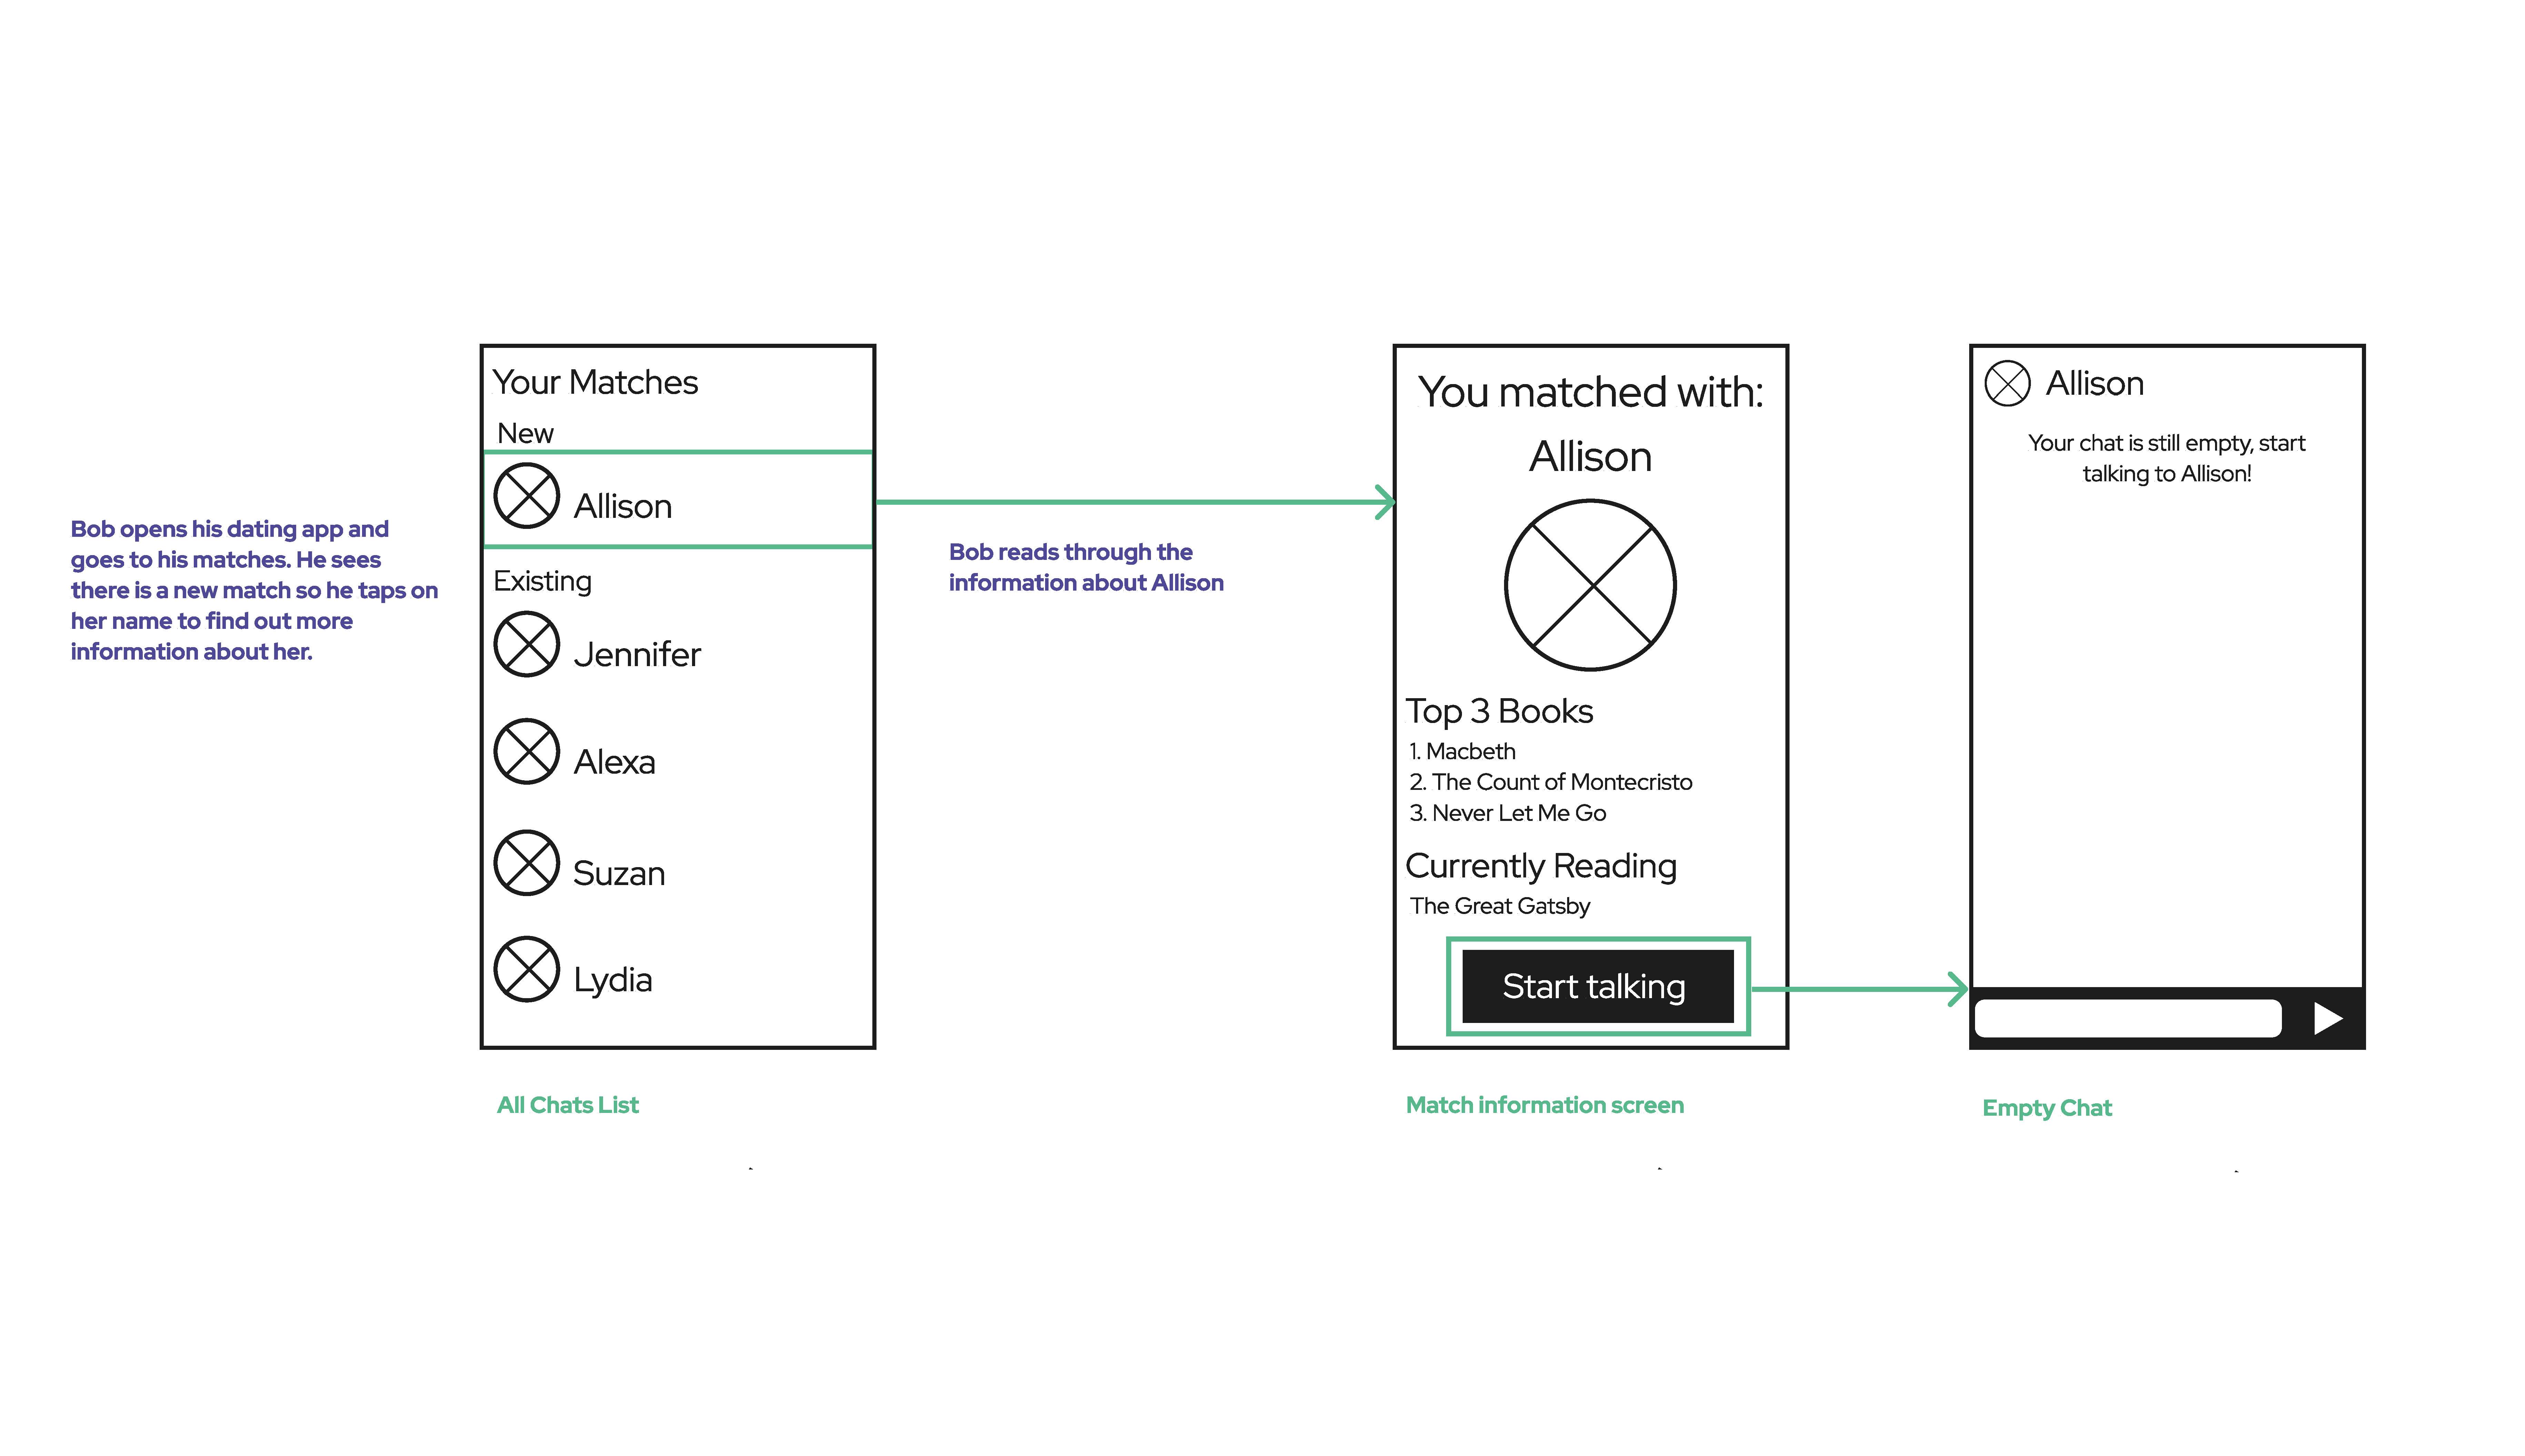 Bob opens his dating app and
goes to his matches. He sees
there is a new match so he taps on
her name to find out more
information about her.
Your Matches
New
Allison
Existing
Jennifer
Alexa
Suzan
Lydia
All Chats List
Bob reads through the
information about Allison
You matched with:
Allison
Top 3 Books
1. Macbeth
2. The Count of Montecristo
3. Never Let Me Go
Currently Reading
The Great Gatsby
Start talking
Match information screen
Allison
Your chat is still empty, start
talking to Allison!
Empty Chat